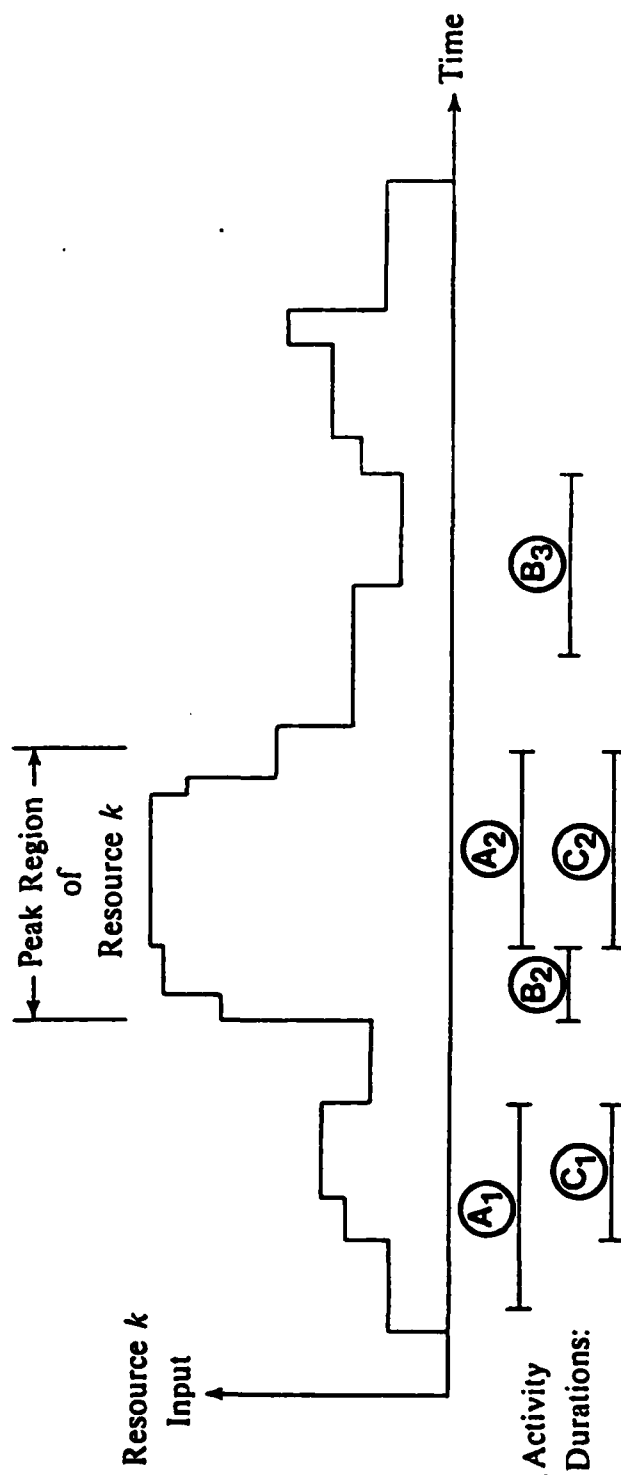 Resource k
Input
Peak Region
of
Resource k
Time
Activity
Durations:
A1
A2
B2
B3
C1
C2